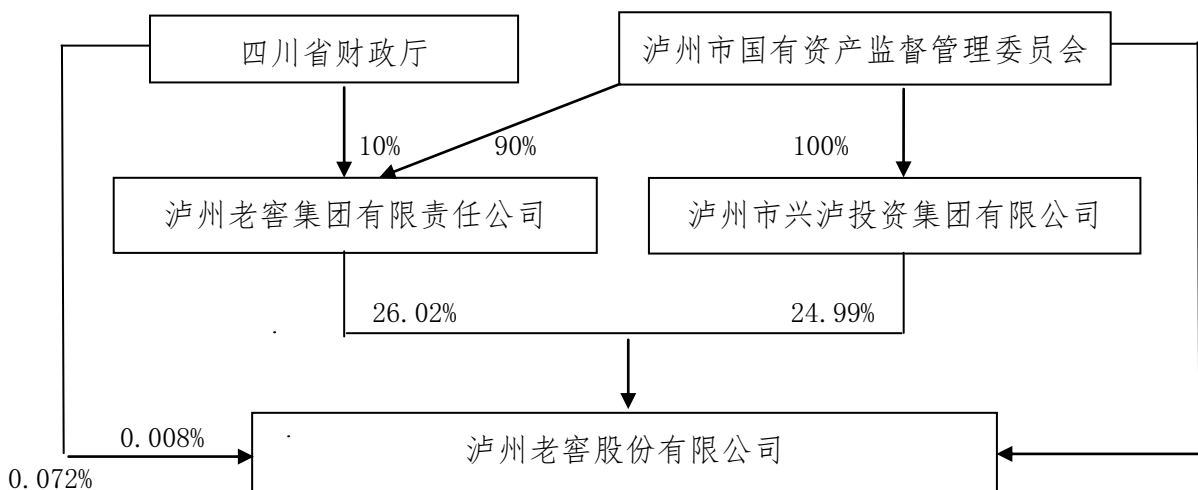 四川省财政厅
泸州市国有资产监督管理委员会
10%
90%
100%
泸州老窖集团有限责任公司
泸州市兴泸投资集团有限公司
26.02%
24.99%
0.008%
泸州老窖股份有限公司
0.072%